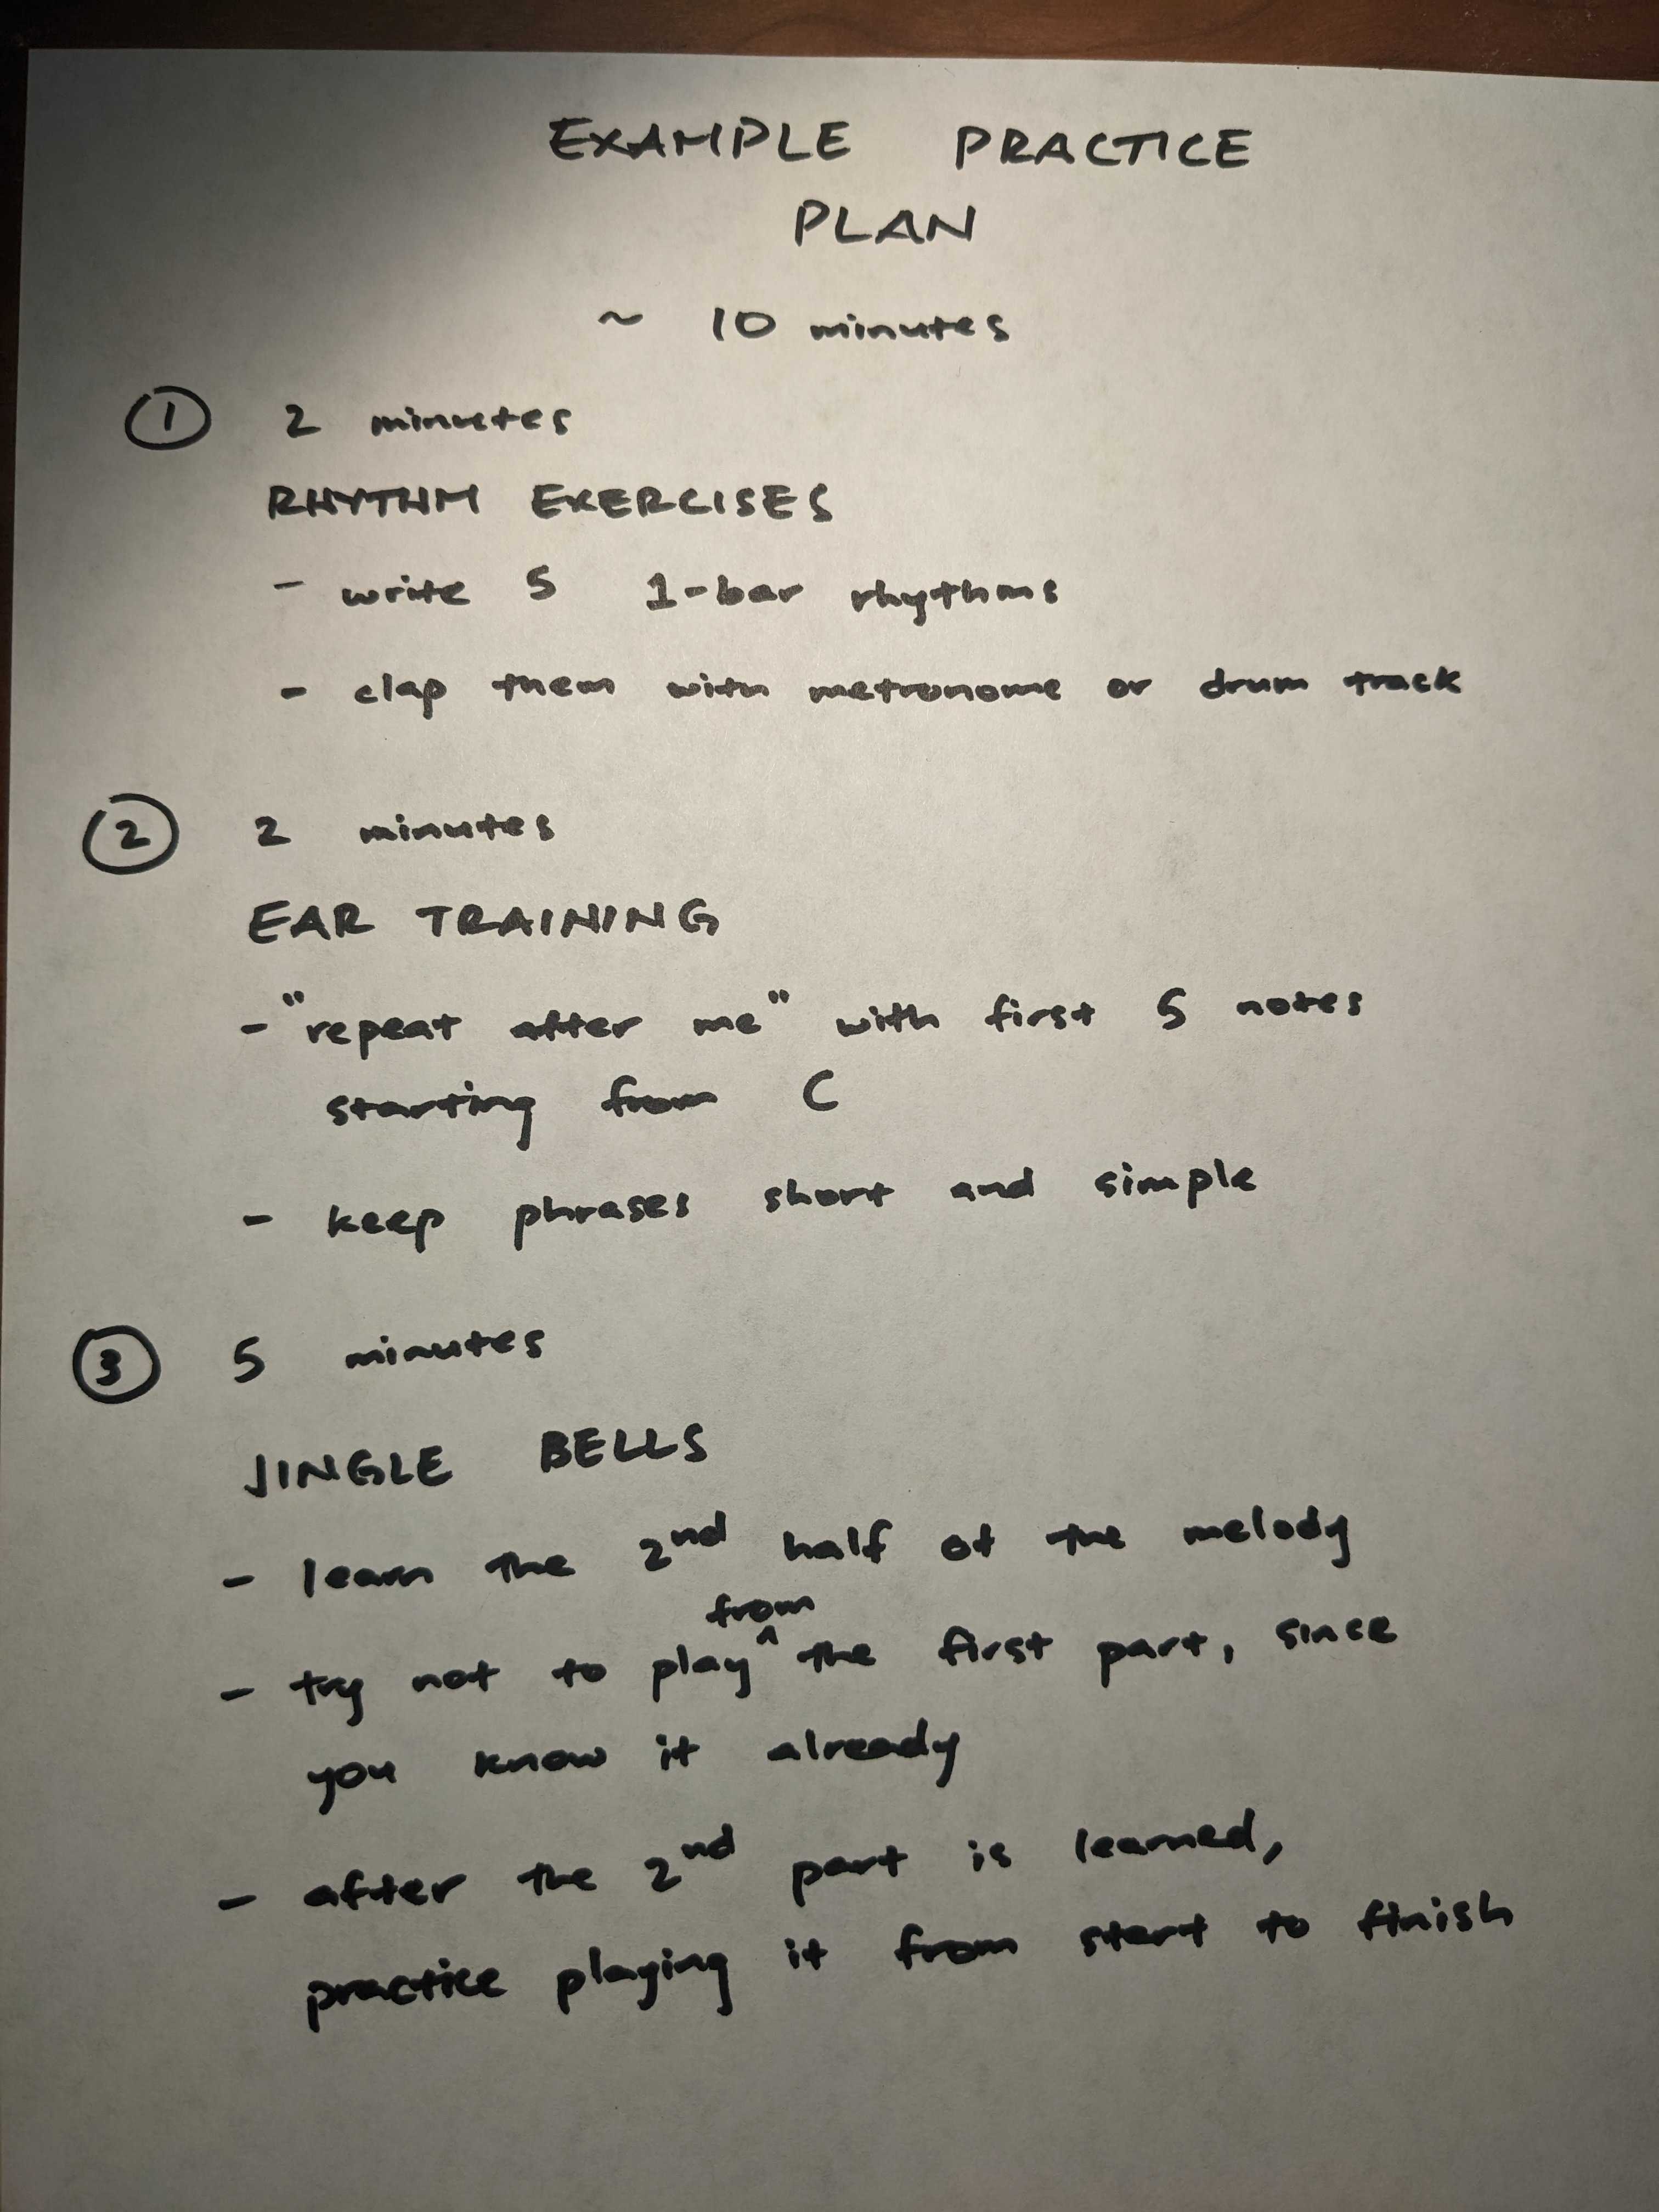 EXAMPLE PRACTICE
PLAN
~ 10 minutes
① 2 minutes
RHYTHM EXERCISES
- write 5 1-bar rhythms
- clap them with metronome or drum track
② 2 minutes
EAR TRAINING
- "repeat after me" with first 5 notes
starting from C
- keep phrases short and simple
③ 5 minutes
JINGLE BELLS
- learn the 2nd half of the melody
- try not to play from the first part, since
you know it already
- after the 2nd part is learned,
practice playing it from start to finish